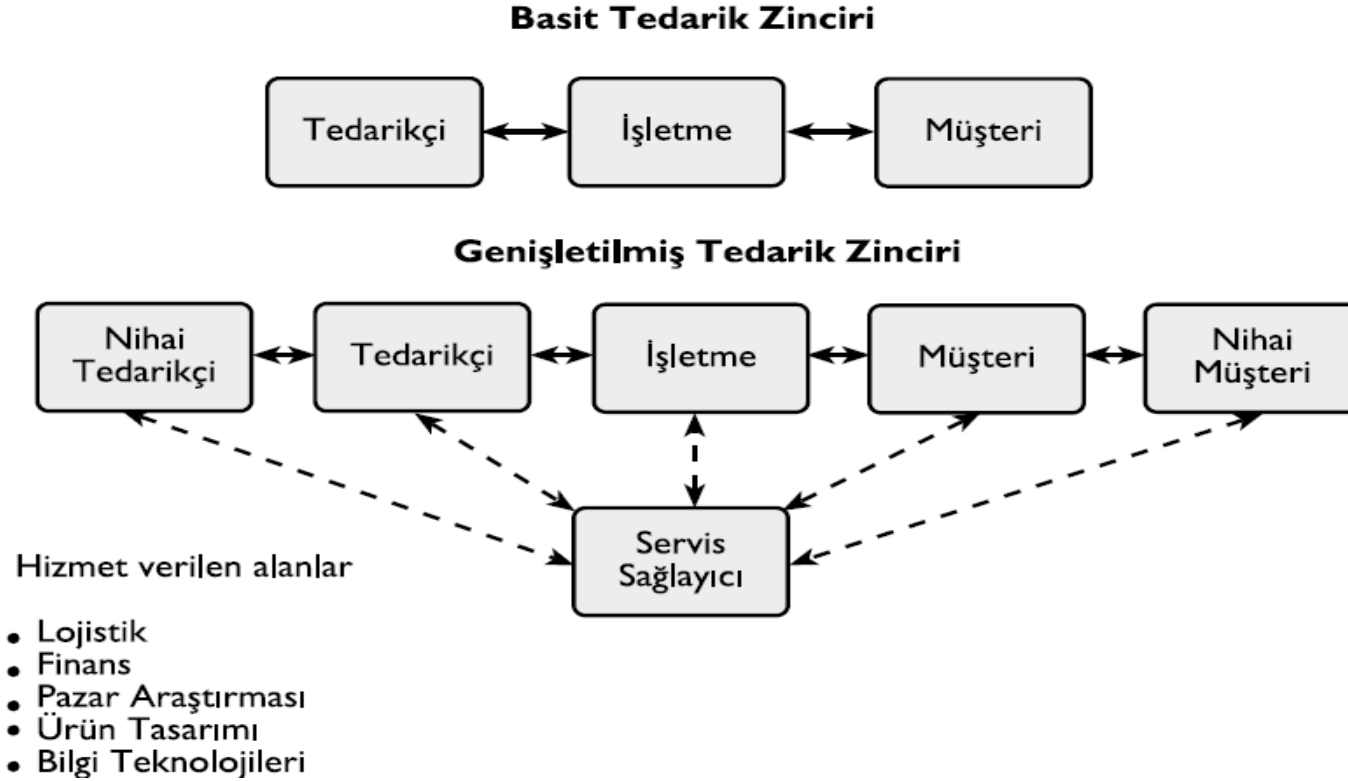 Basit Tedarik Zinciri
Tedarikçi
İşletme
Müşteri
Genişletilmiş Tedarik Zinciri
Nihai
Tedarikçi
Tedarikçi
İşletme
Müşteri
Nihai
Müşteri
Servis
Sağlayıcı
Hizmet verilen alanlar
• Lojistik
• Finans
• Pazar Araştırması
• Ürün Tasarımı
• Bilgi Teknolojileri